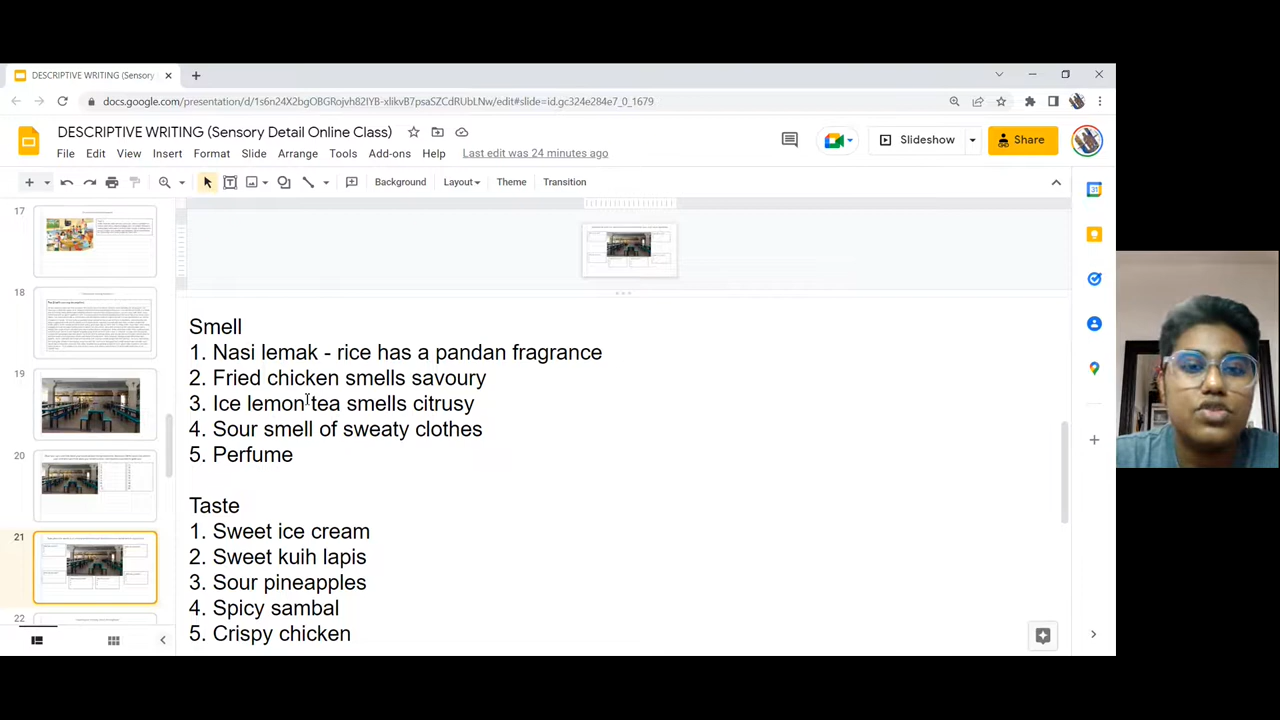 DESCRIPTIVE WRITING (Sensory
docs.google.com/presentation/d/1s6n24X2bgOBGRojvh82IYB-xlikvB7psaSZCdRUbLNw/edit#slide=id.gc324e284e7_0_1679
DESCRIPTIVE WRITING (Sensory Detail Online Class)
File Edit View Insert Format Slide Arrange Tools Add-ons Help Last edit was 24 minutes ago
Slideshow
Share
Background Layout Theme Transition
17
18
19
20
21
22
Smell
1. Nasi lemak - rice has a pandan fragrance
2. Fried chicken smells savoury
3. Ice lemon tea smells citrusy
4. Sour smell of sweaty clothes
5. Perfume
Taste
1. Sweet ice cream
2. Sweet kuih lapis
3. Sour pineapples
4. Spicy sambal
5. Crispy chicken
31